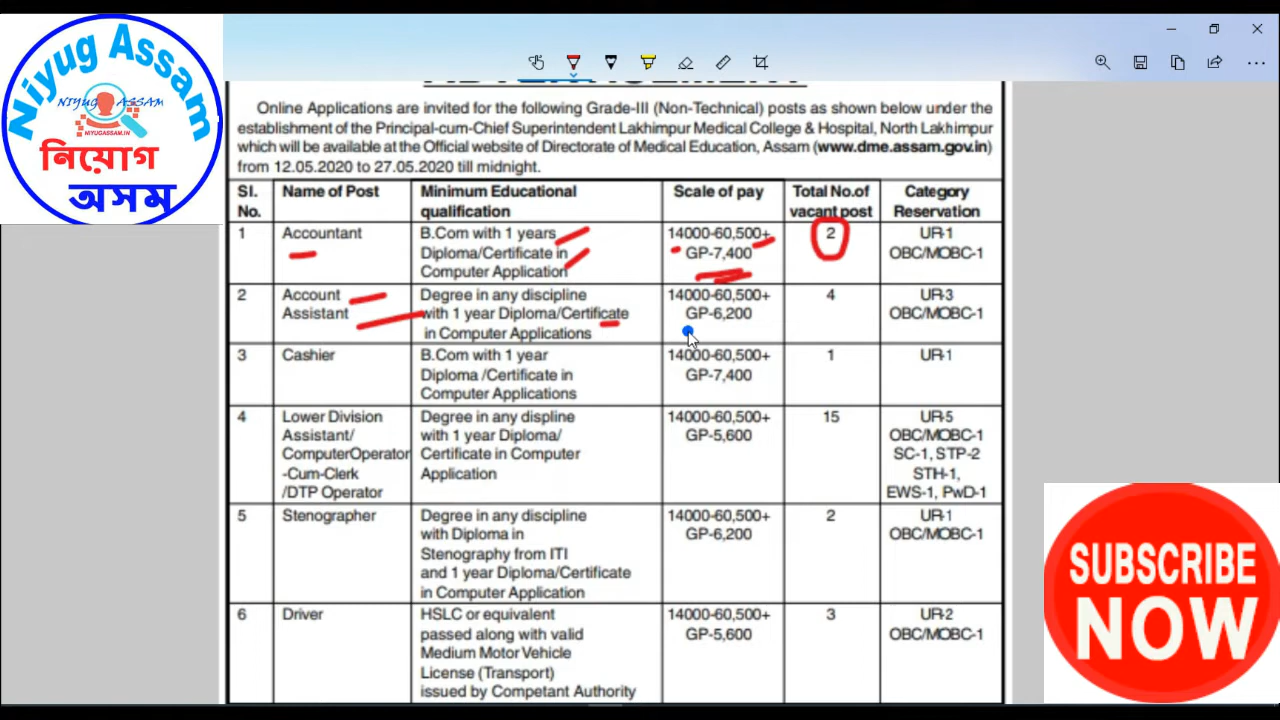 Niyug Assam
NIYUG ASSAM
NIYUGASSAM.IN
নিয়োগ
অসম
Online Applications are invited for the following Grade-III (Non-Technical) posts as shown below under the
establishment of the Principal-cum-Chief Superintendent Lakhimpur Medical College & Hospital, North Lakhimpur
which will be available at the Official website of Directorate of Medical Education, Assam (www.dme.assam.gov.in)
from 12.05.2020 to 27.05.2020 till midnight.
Sl. No. Name of Post Minimum Educational qualification Scale of pay Total No.of vacant post Category Reservation
1 Accountant B.Com with 1 years 14000-60,500+ 2 UR-1
Diploma/Certificate in GP-7,400 OBC/MOBC-1
Computer Application
2 Account Degree in any discipline 14000-60,500+ 4 UR-3
Assistant with 1 year Diploma/Certificate GP-6,200 OBC/MOBC-1
in Computer Applications
3 Cashier B.Com with 1 year 14000-60,500+ 1 UR-1
Diploma /Certificate in GP-7,400
Computer Applications
4 Lower Division Degree in any displine 14000-60,500+ 15 UR-5
Assistant/ with 1 year Diploma/ GP-5,600 OBC/MOBC-1
ComputerOperator Certificate in Computer SC-1, STP-2
-Cum-Clerk Application STH-1,
/DTP Operator EWS-1, PwD-1
5 Stenographer Degree in any discipline 14000-60,500+ 2 UR-1
with Diploma in GP-6,200 OBC/MOBC-1
Stenography from ITI
and 1 year Diploma/Certificate
in Computer Application
6 Driver HSLC or equivalent 14000-60,500+ 3 UR-2
passed along with valid GP-5,600 OBC/MOBC-1
Medium Motor Vehicle
License (Transport)
issued by Competant Authority
SUBSCRIBE
NOW